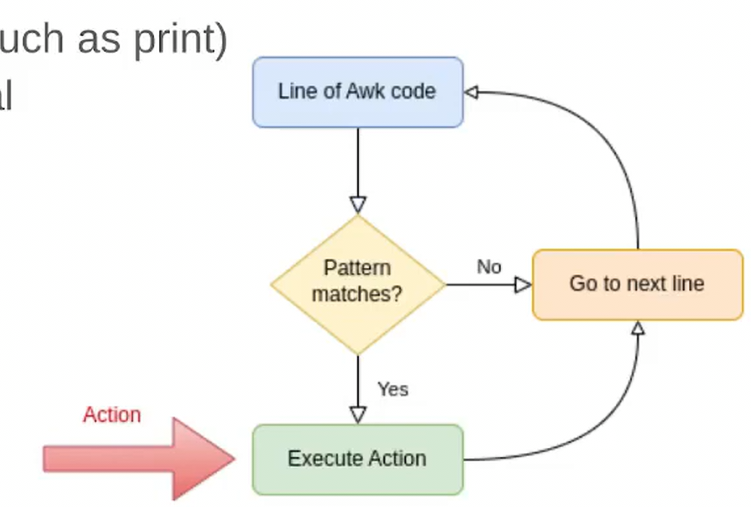 uch as print)
al
Line of Awk code
Pattern
matches?
No
Go to next line
Yes
Action
Execute Action